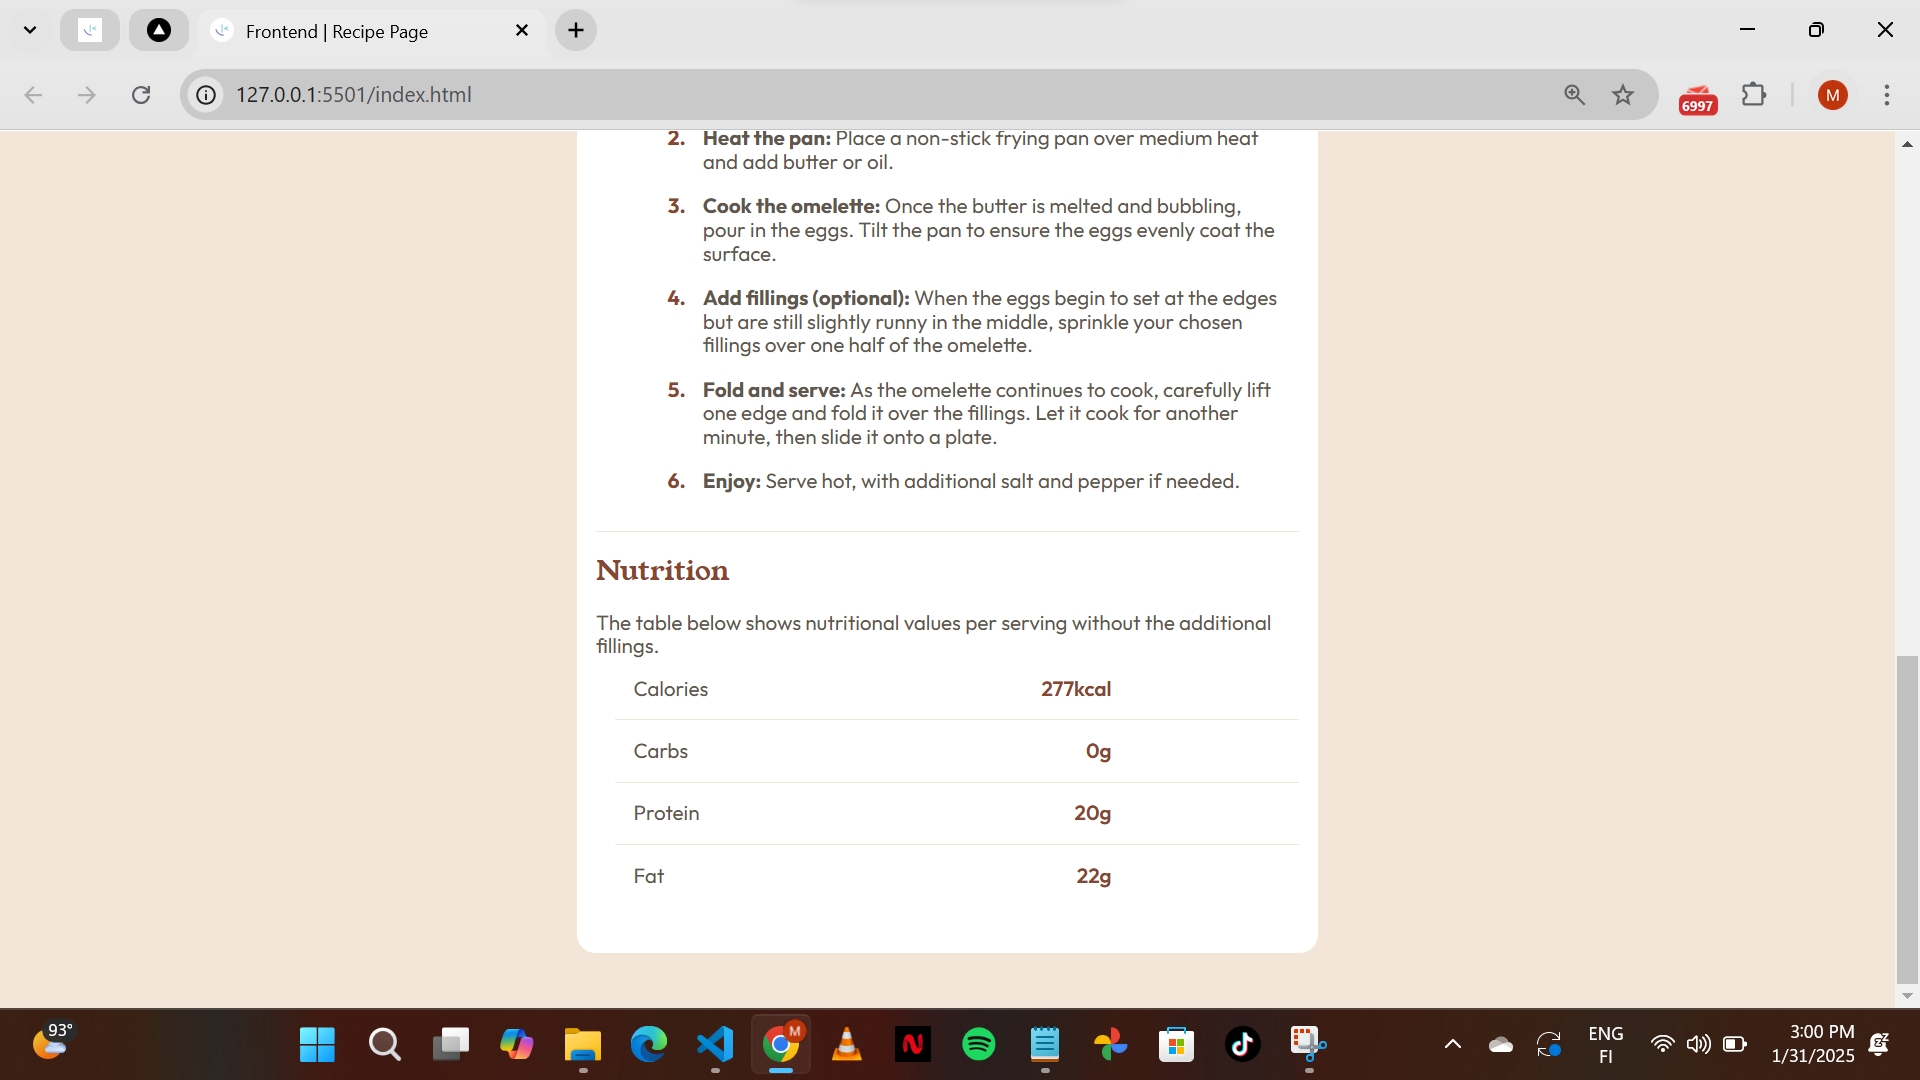 Frontend | Recipe Page
127.0.0.1:5501/index.html
6997
M
2. Heat the pan: Place a non-stick frying pan over medium heat
and add butter or oil.
3. Cook the omelette: Once the butter is melted and bubbling,
pour in the eggs. Tilt the pan to ensure the eggs evenly coat the
surface.
4. Add fillings (optional): When the eggs begin to set at the edges
but are still slightly runny in the middle, sprinkle your chosen
fillings over one half of the omelette.
5. Fold and serve: As the omelette continues to cook, carefully lift
one edge and fold it over the fillings. Let it cook for another
minute, then slide it onto a plate.
6. Enjoy: Serve hot, with additional salt and pepper if needed.
Nutrition
The table below shows nutritional values per serving without the additional
fillings.
Calories 277kcal
Carbs 0g
Protein 20g
Fat 22g
93°
M
N
ENG
FI
3:00 PM
1/31/2025